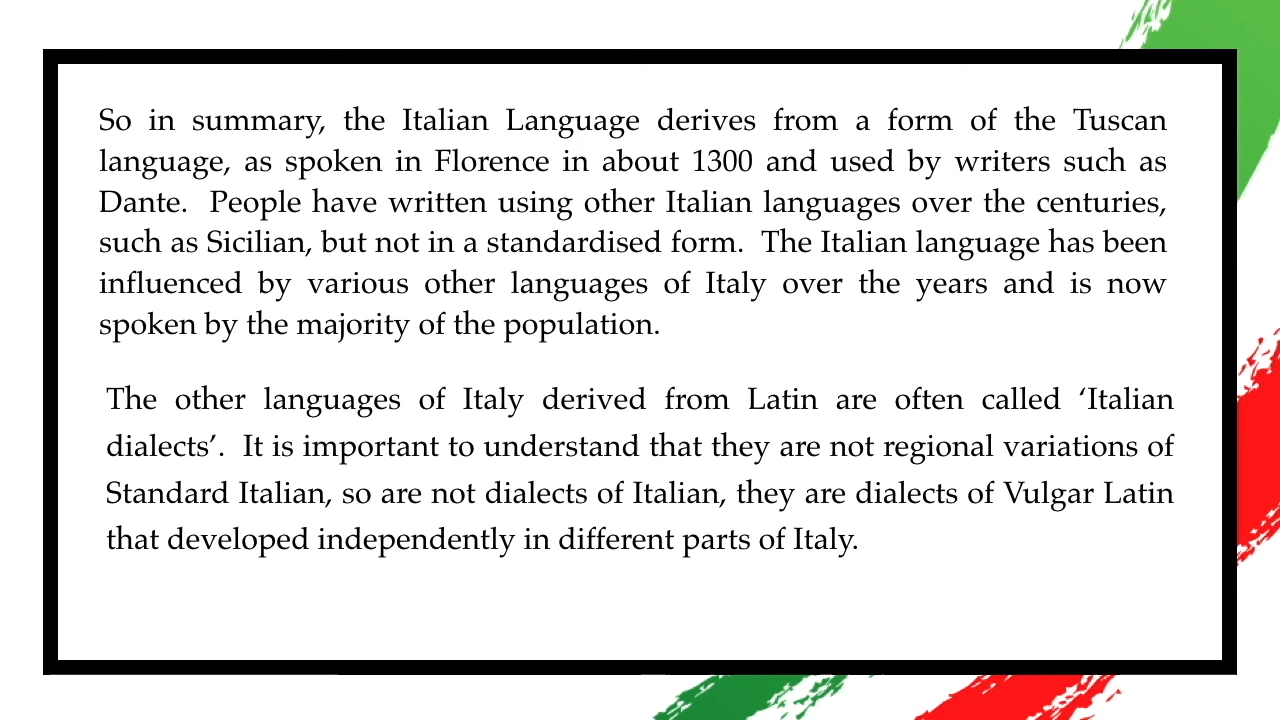 So in summary, the Italian Language derives from a form of the Tuscan
language, as spoken in Florence in about 1300 and used by writers such as
Dante.  People have written using other Italian languages over the centuries,
such as Sicilian, but not in a standardised form.  The Italian language has been
influenced by various other languages of Italy over the years and is now
spoken by the majority of the population.
The other languages of Italy derived from Latin are often called ‘Italian
dialects’.  It is important to understand that they are not regional variations of
Standard Italian, so are not dialects of Italian, they are dialects of Vulgar Latin
that developed independently in different parts of Italy.